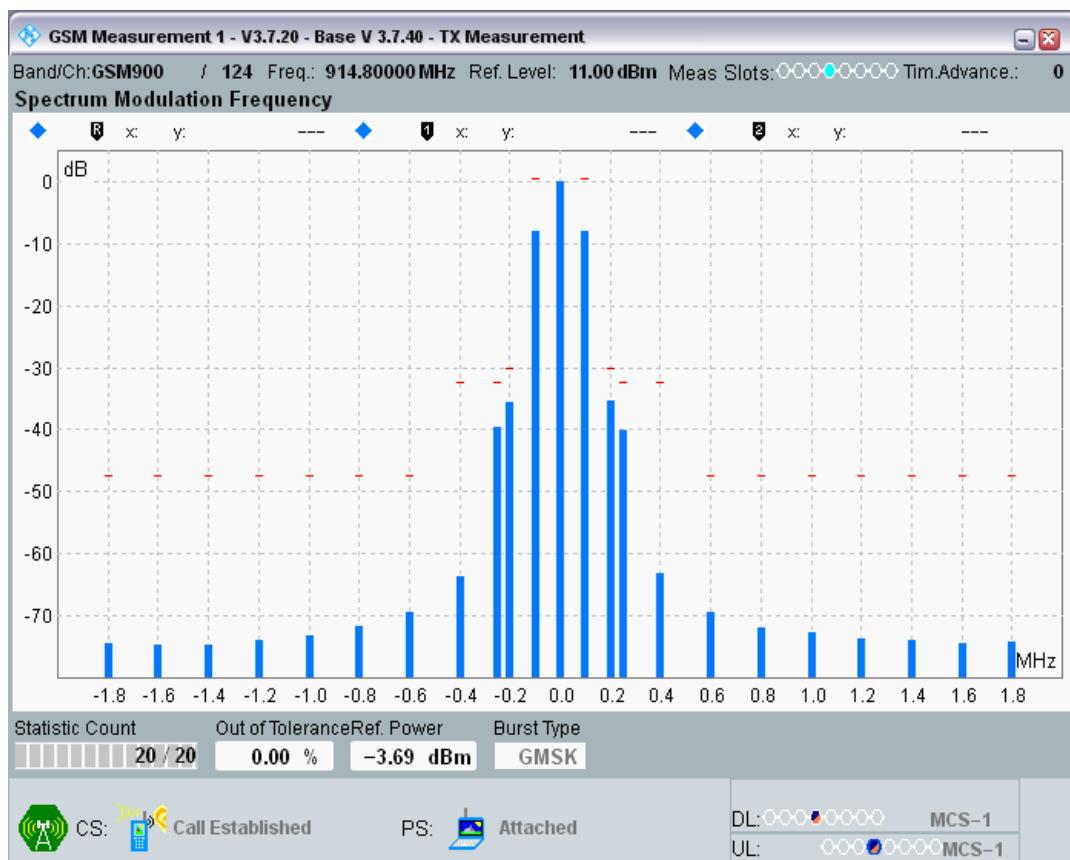 GSM Measurement 1 - V3.7.20 - Base V 3.7.40 - TX Measurement
Band/Ch:GSM900 / 124 Freq.: 914.80000 MHz Ref. Level: 11.00 dBm Meas Slots: Tim.Advance.: 0
Spectrum Modulation Frequency
R x: y: --- 1 x: y: --- 2 x: y: ---
dB
0
-10
-20
-30
-40
-50
-60
-70
MHz
-1.8 -1.6 -1.4 -1.2 -1.0 -0.8 -0.6 -0.4 -0.2 0.0 0.2 0.4 0.6 0.8 1.0 1.2 1.4 1.6 1.8
Statistic Count Out of Tolerance Ref. Power Burst Type
20 / 20 0.00 % −3.69 dBm GMSK
CS: Call Established PS: Attached
DL: MCS−1
UL: MCS−1